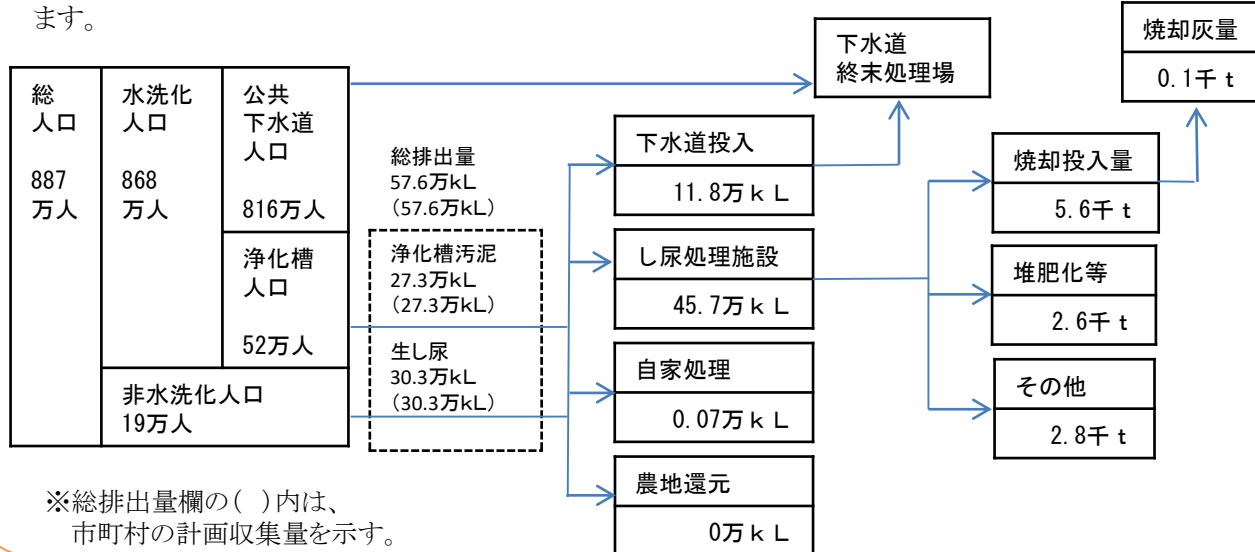 ます。
総
人口
887
万人
水洗化
人口
868
万人
公共
下水道
人口
816万人
浄化槽
人口
52万人
非水洗化人口
19万人
総排出量
57.6万kL
(57.6万kL)
浄化槽汚泥
27.3万kL
(27.3万kL)
生し尿
30.3万kL
(30.3万kL)
下水道投入
11.8万kL
し尿処理施設
45.7万kL
自家処理
0.07万kL
農地還元
0万kL
下水道
終末処理場
焼却投入量
5.6千t
堆肥化等
2.6千t
その他
2.8千t
焼却灰量
0.1千t
※総排出量欄の( )内は、
市町村の計画収集量を示す。